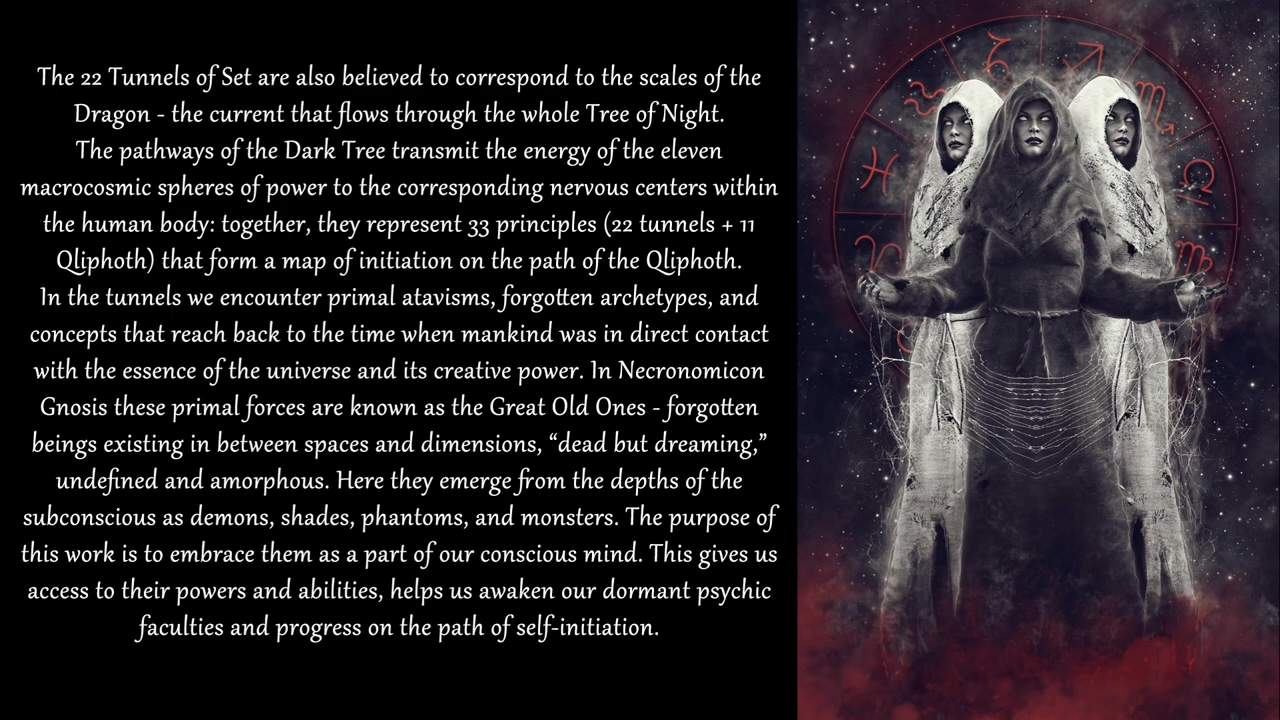 The 22 Tunnels of Set are also believed to correspond to the scales of the
Dragon - the current that flows through the whole Tree of Night.
The pathways of the Dark Tree transmit the energy of the eleven
macrocosmic spheres of power to the corresponding nervous centers within
the human body: together, they represent 33 principles (22 tunnels + 11
Qliphoth) that form a map of initiation on the path of the Qliphoth.
In the tunnels we encounter primal atavisms, forgotten archetypes, and
concepts that reach back to the time when mankind was in direct contact
with the essence of the universe and its creative power. In Necronomicon
Gnosis these primal forces are known as the Great Old Ones - forgotten
beings existing in between spaces and dimensions, “dead but dreaming,”
undefined and amorphous. Here they emerge from the depths of the
subconscious as demons, shades, phantoms, and monsters. The purpose of
this work is to embrace them as a part of our conscious mind. This gives us
access to their powers and abilities, helps us awaken our dormant psychic
faculties and progress on the path of self-initiation.